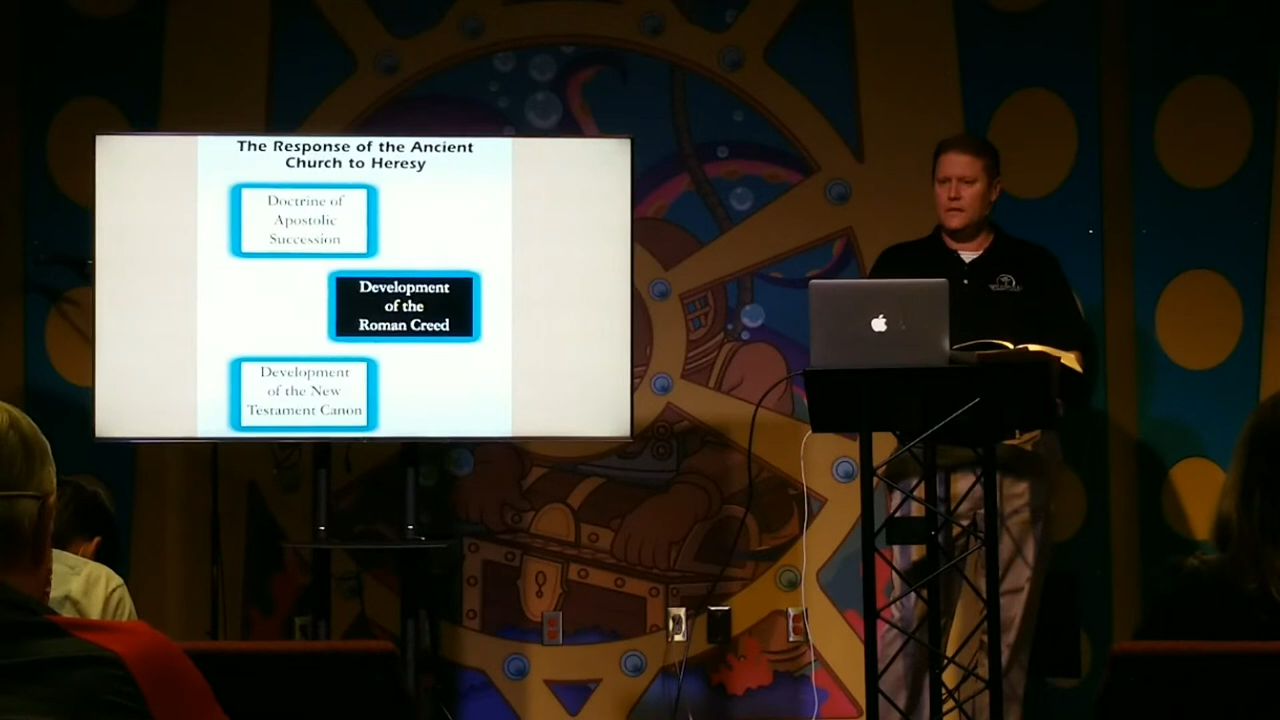 The Response of the Ancient
Church to Heresy
Doctrine of
Apostolic
Succession
Development
of the
Roman Creed
Development
of the New
Testament Canon